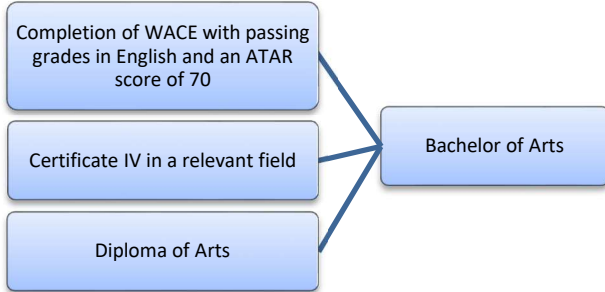 Completion of WACE with passing
grades in English and an ATAR
score of 70
Certificate IV in a relevant field
Diploma of Arts
Bachelor of Arts